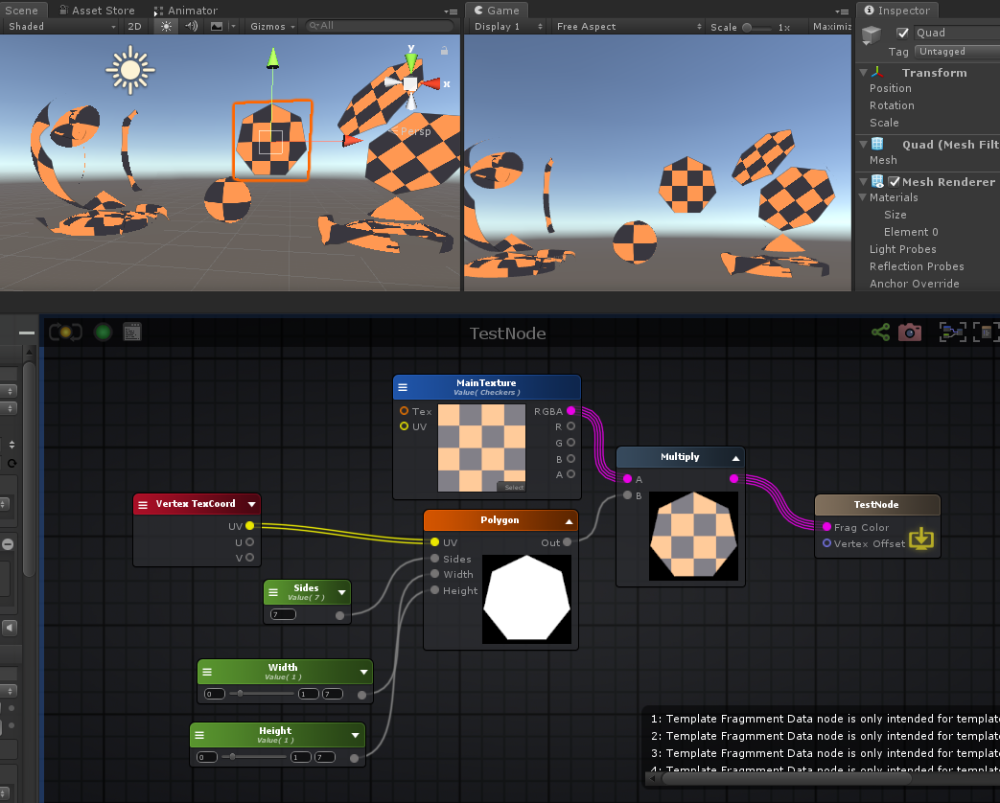 Scene
Asset Store
Animator
Shaded
2D
Gizmos
All
y
x
Persp
Game
Display 1
Free Aspect
Scale
1x
Maximiz
Inspector
Quad
Tag
Untagged
Transform
Position
Rotation
Scale
Quad (Mesh Filt
Mesh
Mesh Renderer
Materials
Size
Element 0
Light Probes
Reflection Probes
Anchor Override
TestNode
MainTexture
Value( Checkers )
Tex
UV
RGBA
R
G
B
A
Select
Multiply
A
B
Vertex TexCoord
UV
U
V
Polygon
UV
Out
Sides
Width
Height
TestNode
Frag Color
Vertex Offset
Sides
Value( 7 )
7
Width
Value( 1 )
0
1
7
Height
Value( 1 )
0
1
7
1: Template Fragmment Data node is only intended for template
2: Template Fragmment Data node is only intended for template
3: Template Fragmment Data node is only intended for template
4: Template Fragmment Data node is only intended for template